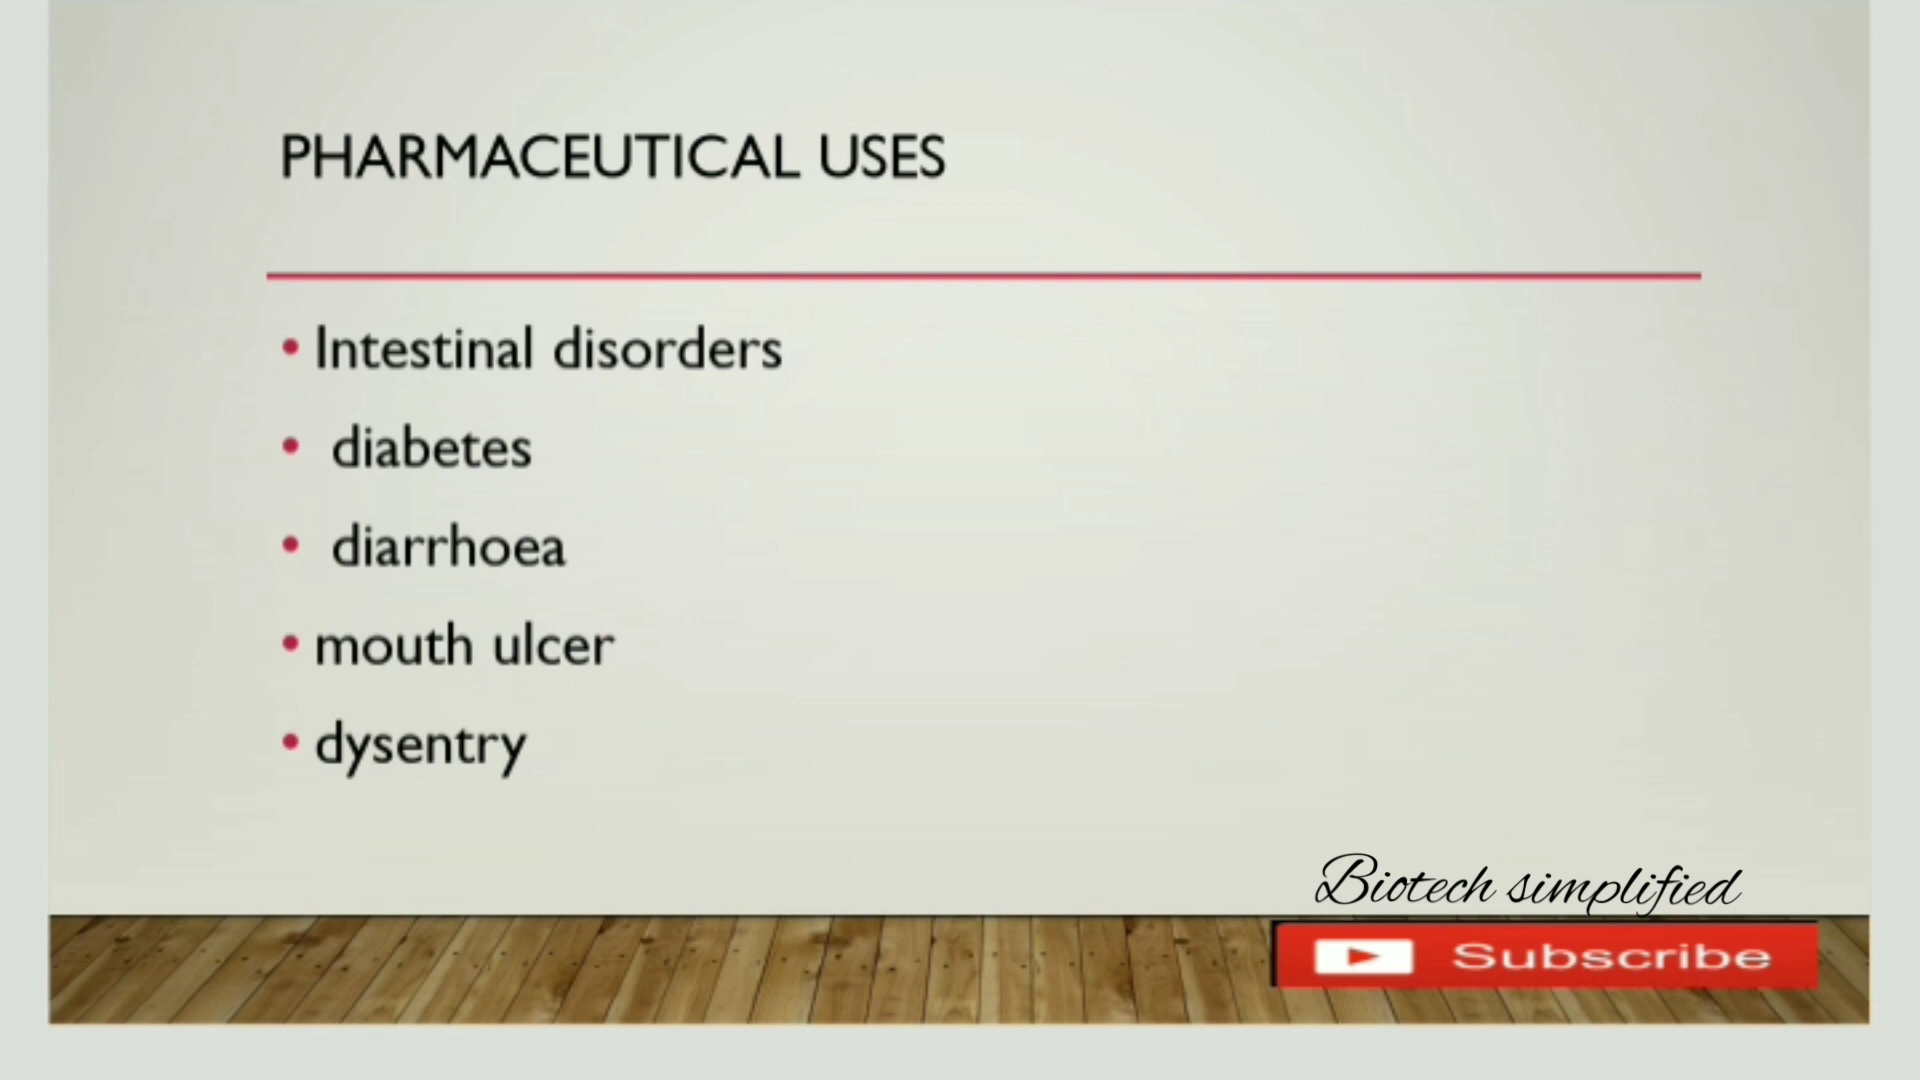 PHARMACEUTICAL USES
• Intestinal disorders
• diabetes
• diarrhoea
• mouth ulcer
• dysentry
Biotech simplified
Subscribe